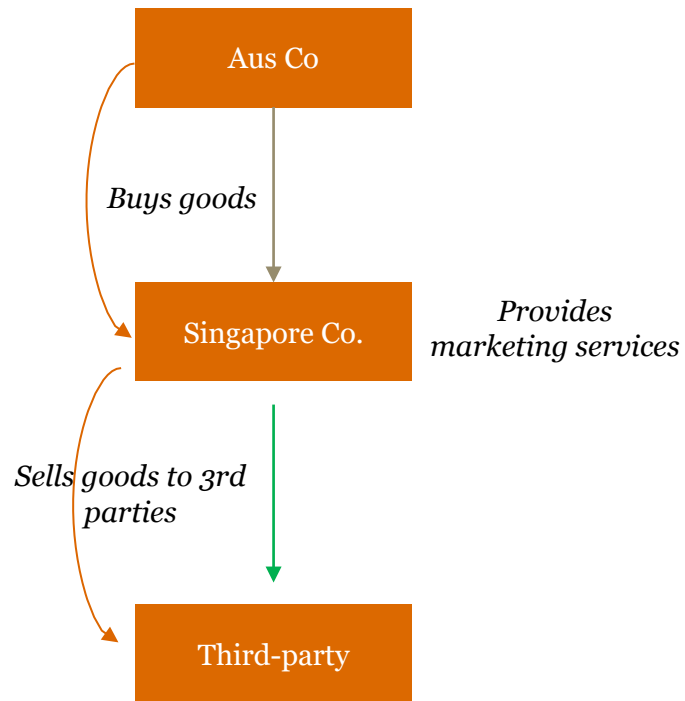 Aus Co
Buys goods
Singapore Co.
Provides
marketing services
Sells goods to 3rd
parties
Third-party